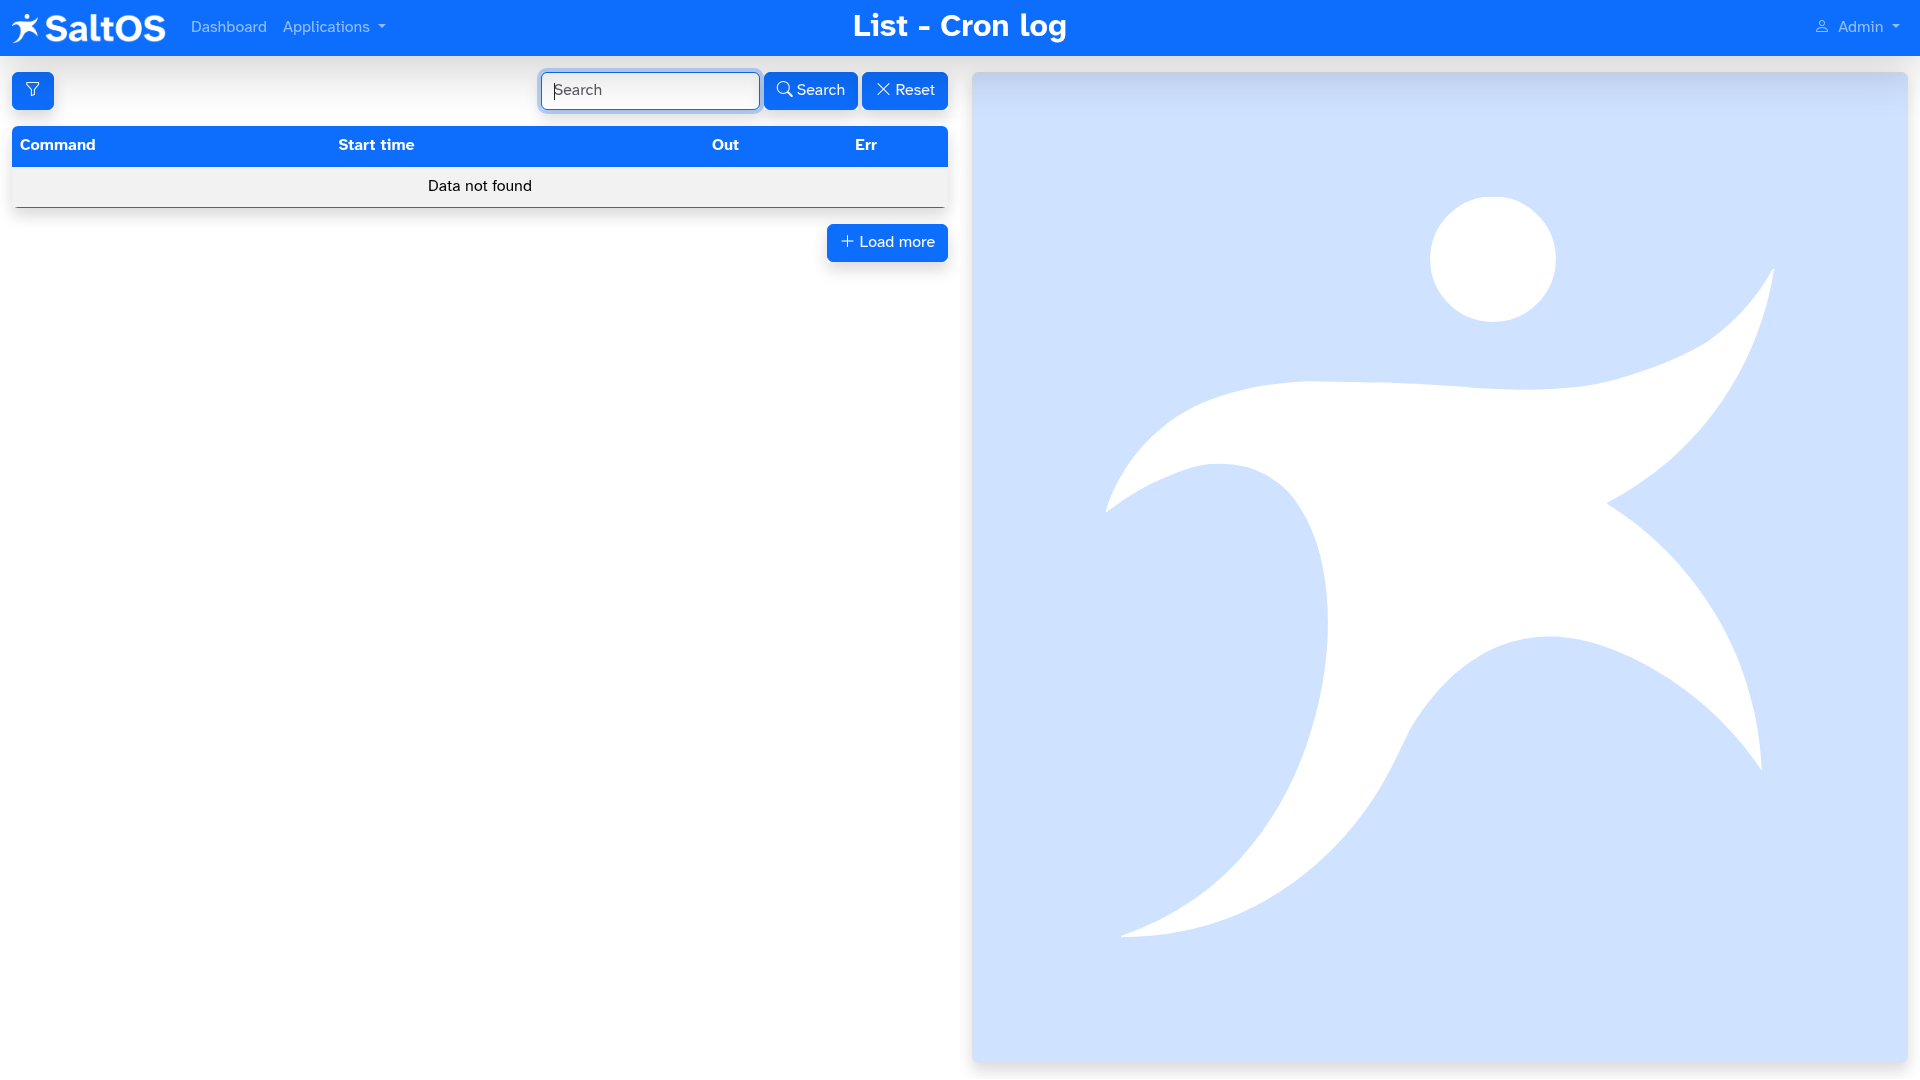 SaltOS
Dashboard
Applications
List - Cron log
Admin
Search
Search
Reset
Command
Start time
Out
Err
Data not found
Load more